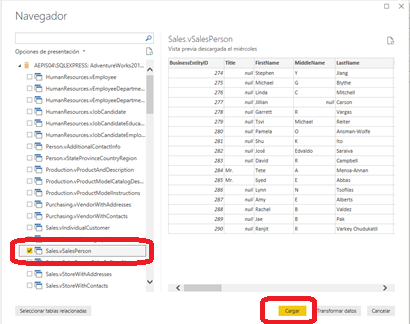 Navegador
Opciones de presentación
AEPIS04\SQLEXPRESS: AdventureWorks201...
HumanResources.vEmployee
HumanResources.vEmployeeDepartme...
HumanResources.vEmployeeDepartme...
HumanResources.vJobCandidate
HumanResources.vJobCandidateEduca...
HumanResources.vJobCandidateEmplo...
Person.vAdditionalContactInfo
Person.vStateProvinceCountryRegion
Production.vProductAndDescription
Production.vProductModelCatalogDesc...
Production.vProductModelInstructions
Purchasing.vVendorWithAddresses
Purchasing.vVendorWithContacts
Sales.vIndividualCustomer
Sales.vSalesPerson
Sales.vStoreWithAddresses
Sales.vStoreWithContacts
Sales.vSalesPerson
Vista previa descargada el miércoles
BusinessEntityID Title FirstName MiddleName LastName
274 null Stephen Y Jiang
275 null Michael G Blythe
276 null Linda C Mitchell
277 null Jillian null Carson
278 null Garrett R Vargas
279 null Tsvi Michael Reiter
280 null Pamela O Ansman-Wolfe
281 null Shu K Ito
282 null José Edvaldo Saraiva
283 null David R Campbell
284 Mr. Tete A Mensa-Annan
285 Mr. Syed E Abbas
286 null Lynn N Tsoflias
287 null Amy E Alberts
288 null Rachel B Valdez
289 null Jae B Pak
290 null Ranjit R Varkey Chudukatil
Seleccionar tablas relacionadas
Cargar
Transformar datos
Cancelar